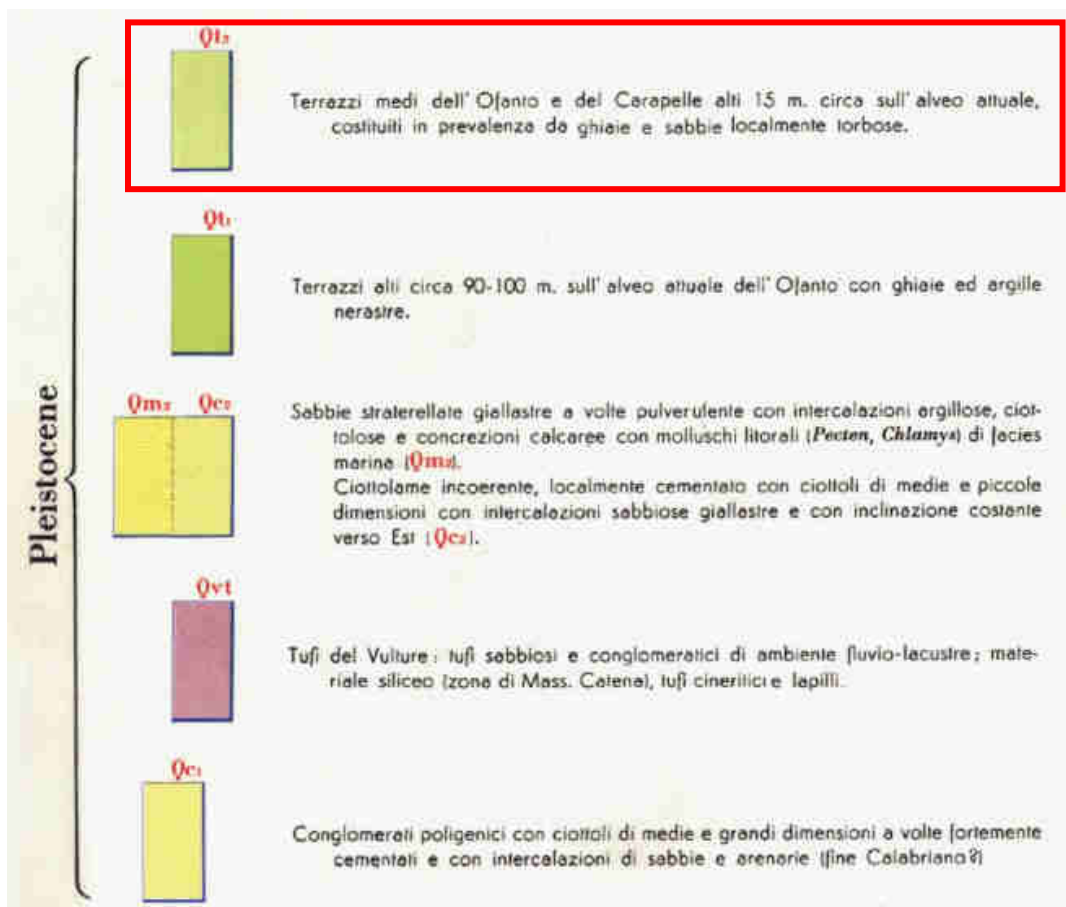 Pleistocene
Qt₂
Terrazzi medi dell' Ofanto e del Carapelle alti 15 m. circa sull' alveo attuale,
costituiti in prevalenza da ghiaie e sabbie localmente torbose.
Qt₁
Terrazzi alti circa 90-100 m. sull' alveo attuale dell' Ofanto con ghiaie ed argille
nerastre.
Qm₂ Qc₂
Sabbie straterellate giallastre a volte pulverulente con intercalazioni argillose, ciot-
tolose e concrezioni calcaree con molluschi litorali (Pecten, Chlamys) di facies
marina (Qm₂).
Ciottolame incoerente, localmente cementato con ciottoli di medie e piccole
dimensioni con intercalazioni sabbiose giallastre e con inclinazione costante
verso Est (Qc₂).
Qvt
Tufi del Vulture: tufi sabbiosi e conglomeratici di ambiente fluvio-lacustre; mate-
riale siliceo (zona di Mass. Catena), tufi cineritici e lapilli.
Qc₁
Conglomerati poligenici con ciottoli di medie e grandi dimensioni a volte fortemente
cementati e con intercalazioni di sabbie e arenarie (fine Calabriano?)